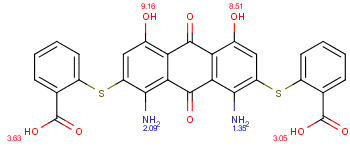 9.16 8.51
OH O OH
S S
O NH2 O NH2 O
2.09 1.35
HO OH
3.63 3.05